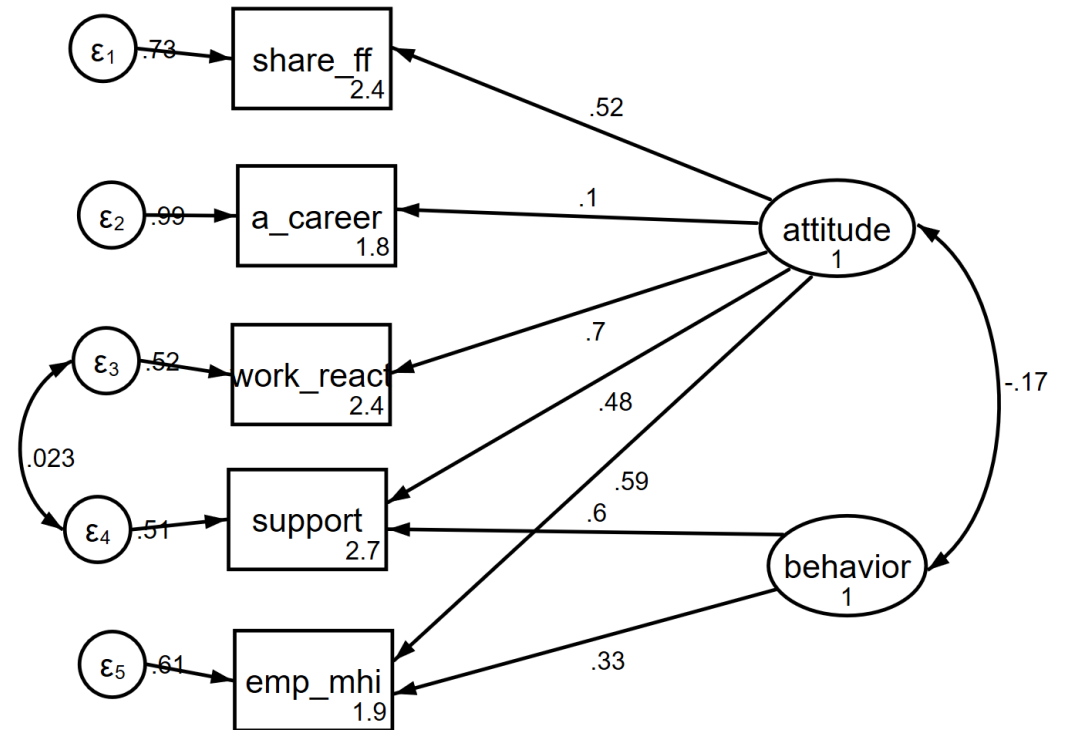 ε1
.73
share_ff
2.4
.52
ε2
.99
a_career
1.8
.1
attitude
1
ε3
.52
work_react
2.4
.7
-.17
.48
.023
ε4
.51
support
2.7
.59
.6
behavior
1
ε5
.61
emp_mhi
1.9
.33